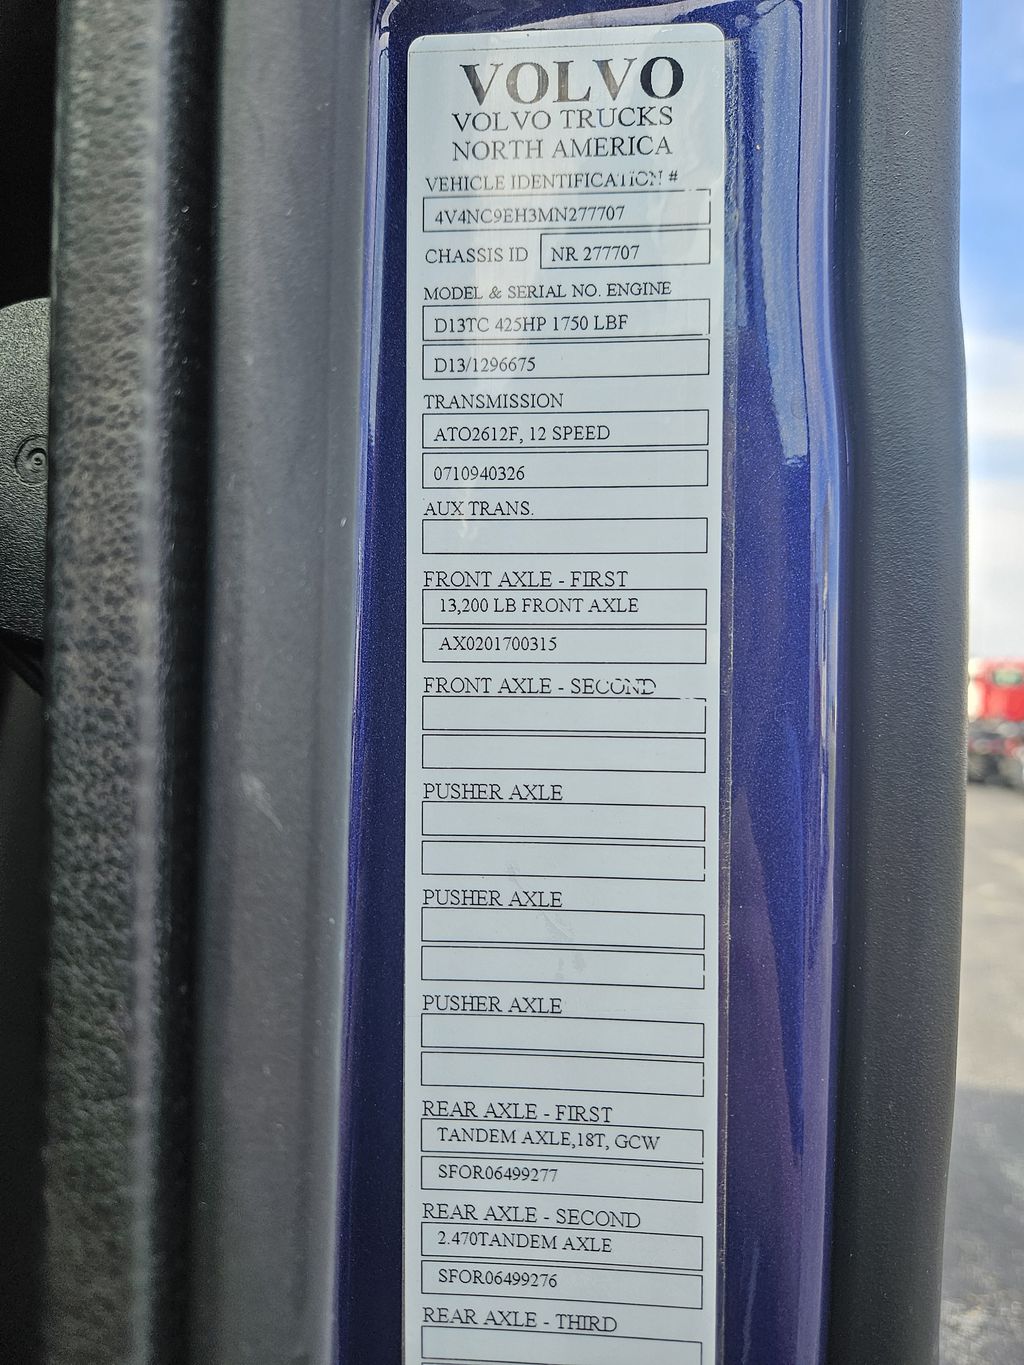 VOLVO
VOLVO TRUCKS
NORTH AMERICA
VEHICLE IDENTIFICATION #
4V4NC9EH3MN277707
CHASSIS ID NR 277707
MODEL & SERIAL NO. ENGINE
D13TC 425HP 1750 LBF
D13/1296675
TRANSMISSION
ATO2612F, 12 SPEED
0710940326
AUX TRANS.
FRONT AXLE - FIRST
13,200 LB FRONT AXLE
AX0201700315
FRONT AXLE - SECOND
PUSHER AXLE
PUSHER AXLE
PUSHER AXLE
REAR AXLE - FIRST
TANDEM AXLE,18T, GCW
SFOR06499277
REAR AXLE - SECOND
2.470TANDEM AXLE
SFOR06499276
REAR AXLE - THIRD